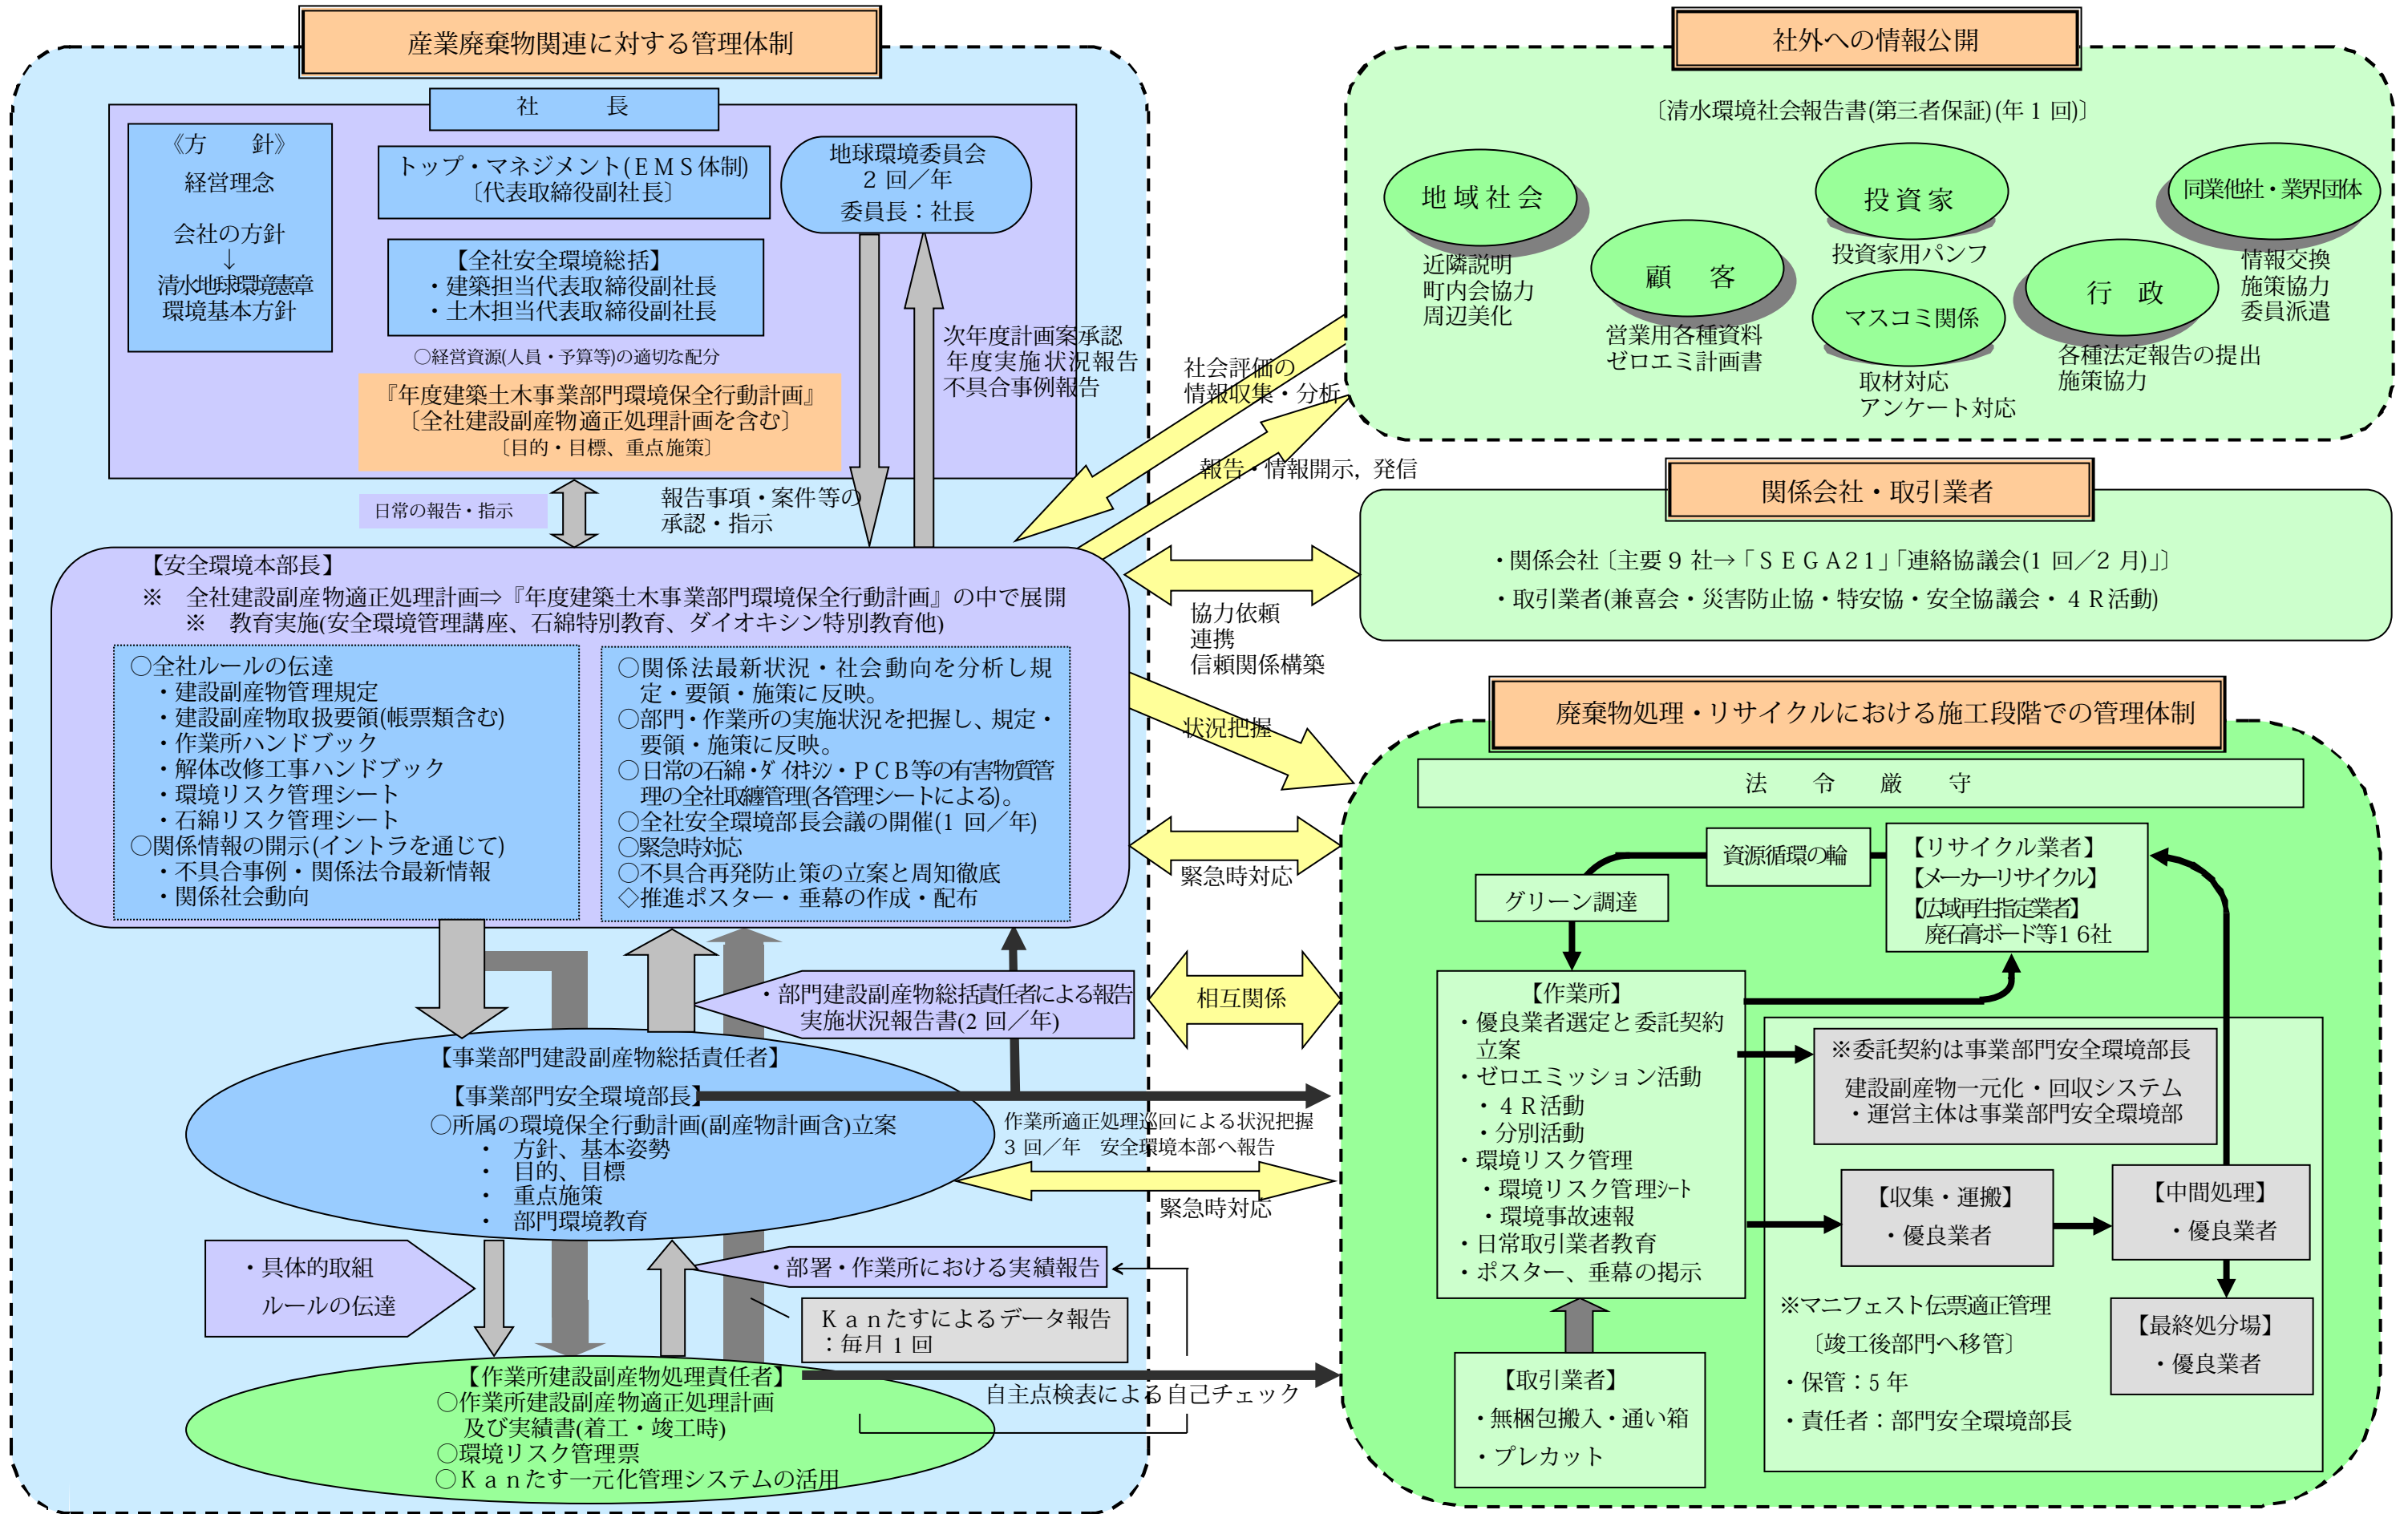 産業廃棄物関連に対する管理体制
社　　　長
《方　　針》
経営理念
会社の方針
↓
清水地球環境憲章
環境基本方針
トップ・マネジメント(ＥＭＳ体制)
〔代表取締役副社長〕
地球環境委員会
２ 回／年
委員長：社長
【全社安全環境総括】
・建築担当代表取締役副社長
・土木担当代表取締役副社長
○経営資源(人員・予算等)の適切な配分
『年度建築土木事業部門環境保全行動計画』
〔全社建設副産物適正処理計画を含む〕
〔目的・目標、重点施策〕
次年度計画案承認
年度実施状況報告
不具合事例報告
日常の報告・指示
報告事項・案件等の
承認・指示
【安全環境本部長】
※　全社建設副産物適正処理計画⇒『年度建築土木事業部門環境保全行動計画』の中で展開
※　教育実施(安全環境管理講座、石綿特別教育、ダイオキシン特別教育他)
○全社ルールの伝達
・建設副産物管理規定
・建設副産物取扱要領(帳票類含む)
・作業所ハンドブック
・解体改修工事ハンドブック
・環境リスク管理シート
・石綿リスク管理シート
○関係情報の開示(イントラを通じて)
・不具合事例・関係法令最新情報
・関係社会動向
○関係法最新状況・社会動向を分析し規
定・要領・施策に反映。
○部門・作業所の実施状況を把握し、規定・
要領・施策に反映。
○日常の石綿・ﾀﾞｲｵｷｼﾝ・ＰＣＢ等の有害物質管
理の全社取纏管理(各管理シートによる)。
○全社安全環境部長会議の開催(1 回／年)
○緊急時対応
○不具合再発防止策の立案と周知徹底
◇推進ポスター・垂幕の作成・配布
・部門建設副産物総括責任者による報告
実施状況報告書(2 回／年)
【事業部門建設副産物総括責任者】
【事業部門安全環境部長】
○所属の環境保全行動計画(副産物計画含)立案
・　方針、基本姿勢
・　目的、目標
・　重点施策
・　部門環境教育
・具体的取組
ルールの伝達
・部署・作業所における実績報告
Ｋａｎたすによるデータ報告
：毎月 1 回
【作業所建設副産物処理責任者】
○作業所建設副産物適正処理計画
及び実績書(着工・竣工時)
○環境リスク管理票
○Ｋａｎたす一元化管理システムの活用
社会評価の
情報収集・分析
報告・情報開示，発信
協力依頼
連携
信頼関係構築
状況把握
緊急時対応
相互関係
作業所適正処理巡回による状況把握
３ 回／年　安全環境本部へ報告
緊急時対応
自主点検表による自己チェック
社外への情報公開
〔清水環境社会報告書(第三者保証)(年 1 回)〕
地域社会
近隣説明
町内会協力
周辺美化
顧　客
営業用各種資料
ゼロエミ計画書
投資家
投資家用パンフ
マスコミ関係
取材対応
アンケート対応
行　政
各種法定報告の提出
施策協力
同業他社・業界団体
情報交換
施策協力
委員派遣
関係会社・取引業者
・関係会社〔主要 9 社→「ＳＥＧＡ21」「連絡協議会(1 回／2 月)」〕
・取引業者(兼喜会・災害防止協・特安協・安全協議会・４Ｒ活動)
廃棄物処理・リサイクルにおける施工段階での管理体制
法　　令　　厳　　守
資源循環の輪
グリーン調達
【リサイクル業者】
【メーカーリサイクル】
【広域再生指定業者】
廃石膏ボード等１６社
【作業所】
・優良業者選定と委託契約
立案
・ゼロエミッション活動
・４Ｒ活動
・分別活動
・環境リスク管理
・環境リスク管理ｼｰﾄ
・環境事故速報
・日常取引業者教育
・ポスター、垂幕の掲示
※委託契約は事業部門安全環境部長
建設副産物一元化・回収システム
・運営主体は事業部門安全環境部
【収集・運搬】
・優良業者
【中間処理】
・優良業者
【最終処分場】
・優良業者
※マニフェスト伝票適正管理
〔竣工後部門へ移管〕
・保管：5 年
・責任者：部門安全環境部長
【取引業者】
・無梱包搬入・通い箱
・プレカット